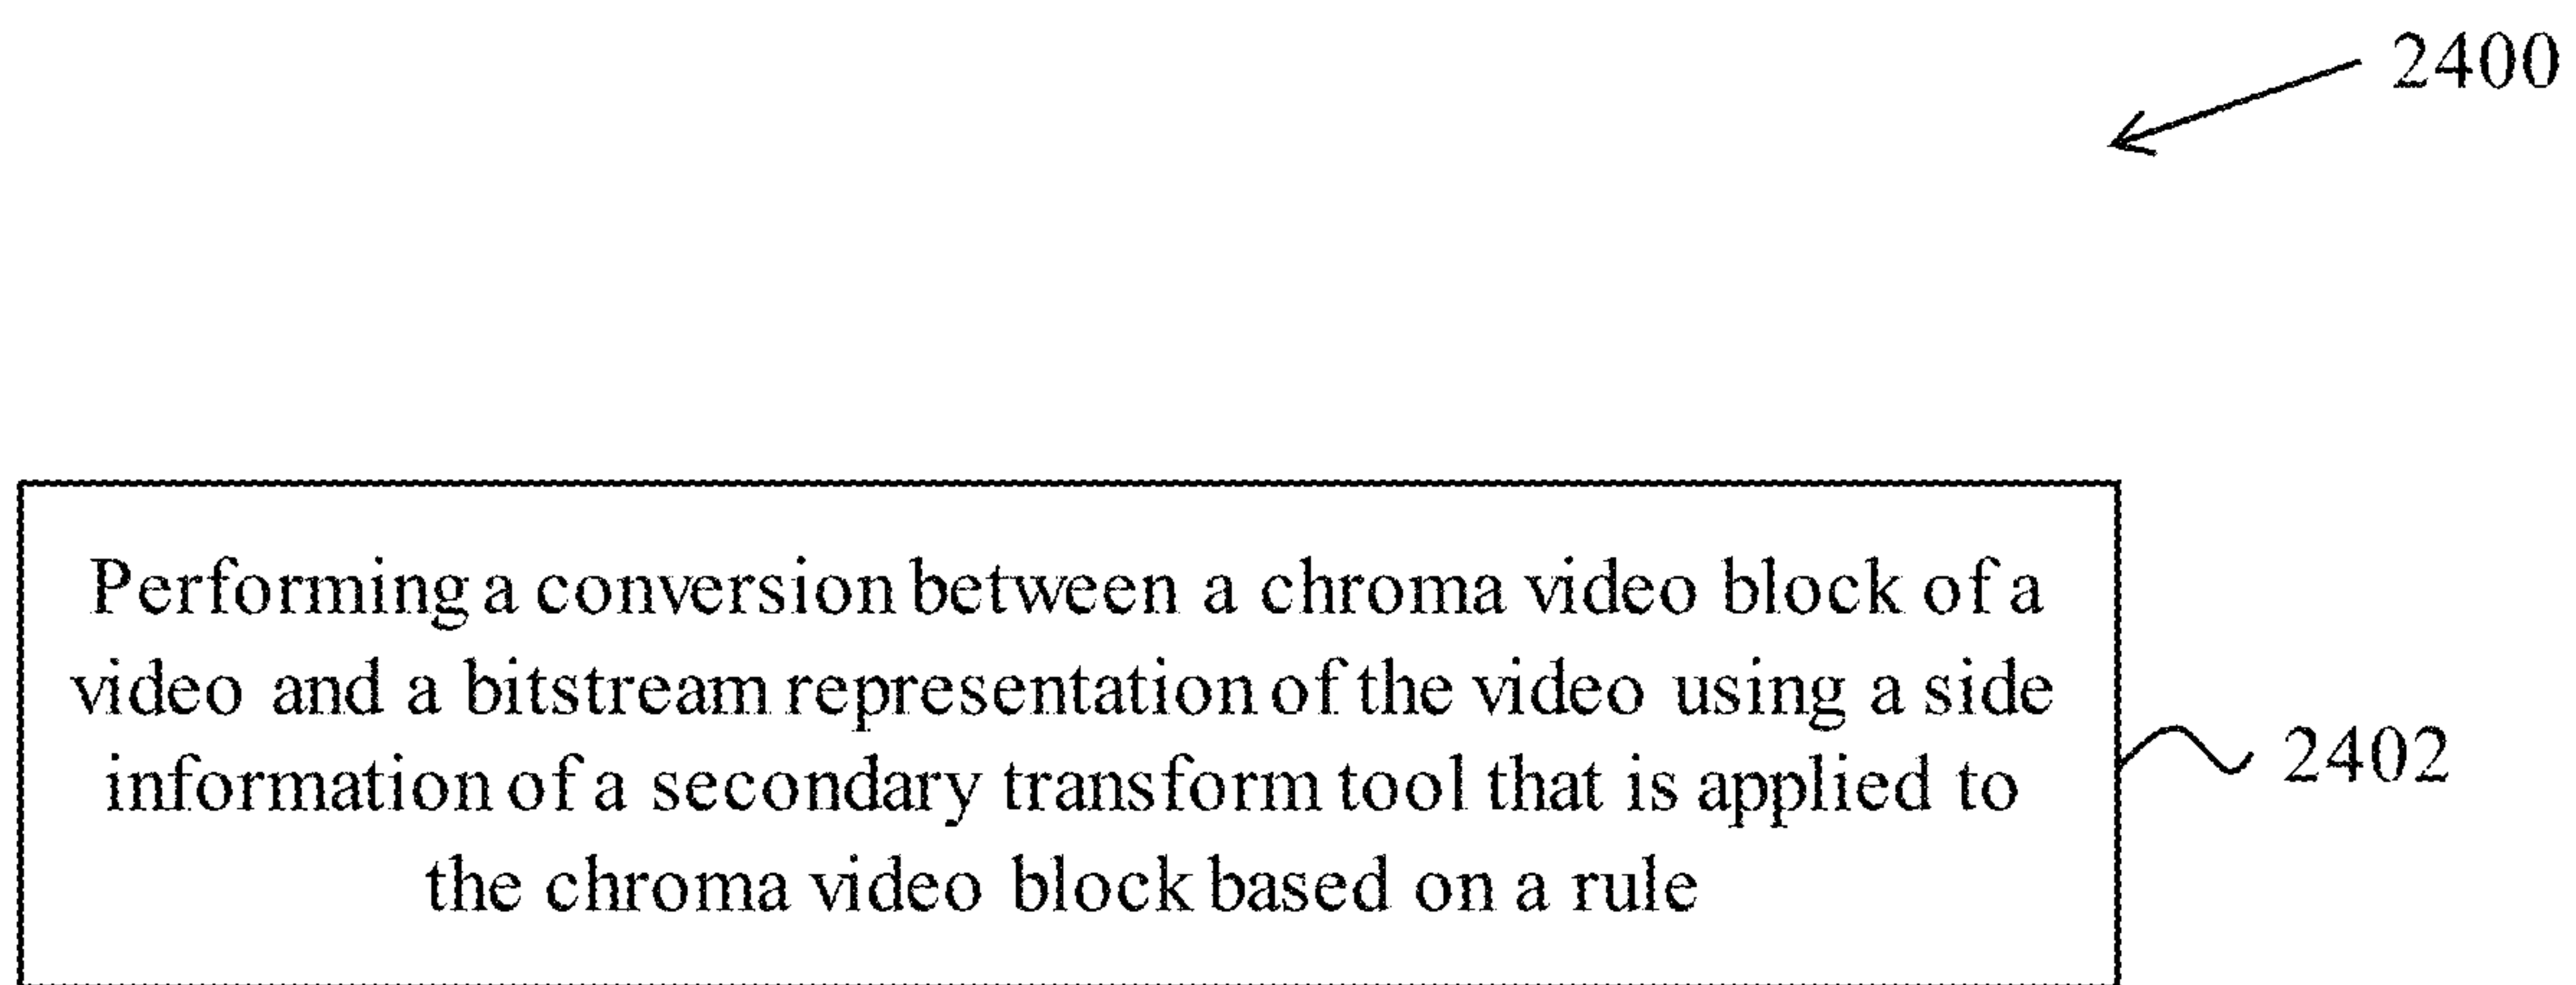 2400
Performing a conversion between a chroma video block of a
video and a bitstream representation of the video using a side
information of a secondary transform tool that is applied to
the chroma video block based on a rule
2402